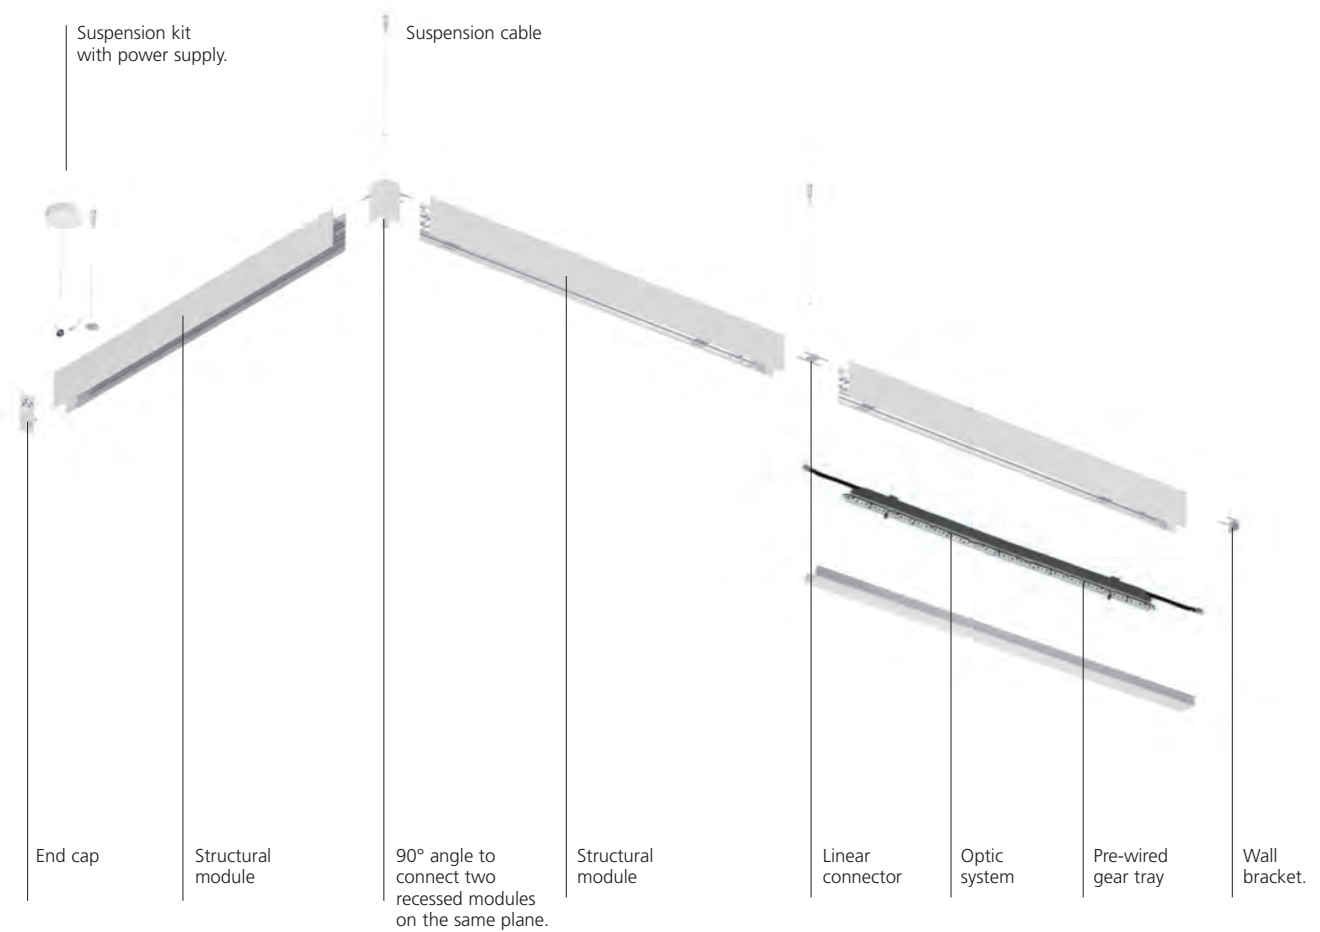 Suspension kit
with power supply.
Suspension cable
End cap
Structural
module
90° angle to
connect two
recessed modules
on the same plane.
Structural
module
Linear
connector
Optic
system
Pre-wired
gear tray
Wall
bracket.